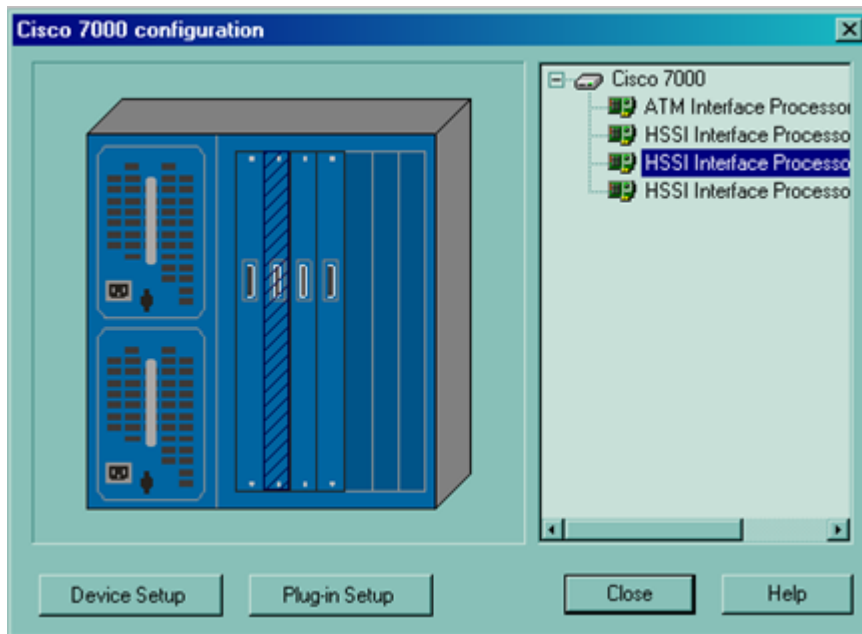 Cisco 7000 configuration
Cisco 7000
ATM Interface Processor
HSSI Interface Processo
HSSI Interface Processo
HSSI Interface Processo
Device Setup
Plug-in Setup
Close
Help